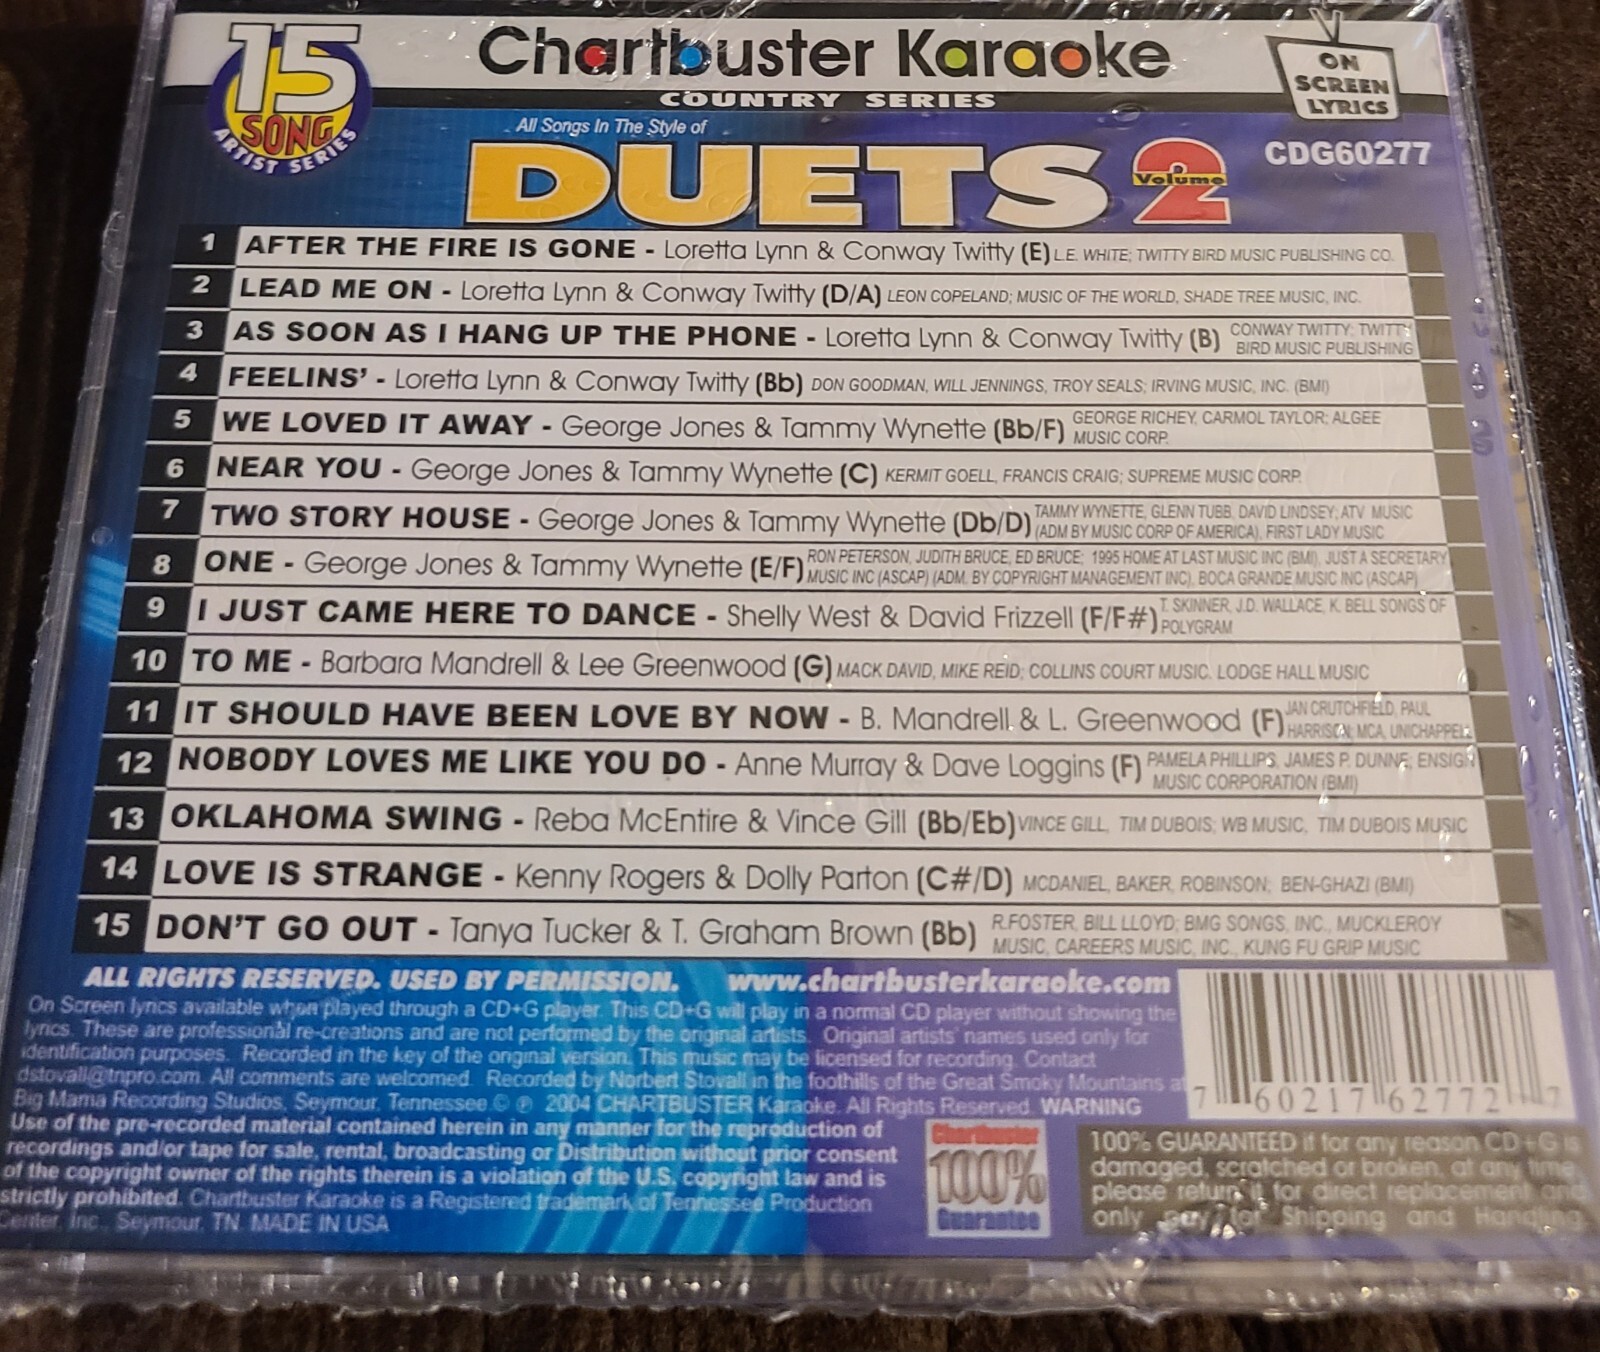 15 SONG ARTIST SERIES
Chartbuster Karaoke
COUNTRY SERIES
ON SCREEN LYRICS
All Songs In The Style of
DUETS Volume 2
CDG60277
1 AFTER THE FIRE IS GONE - Loretta Lynn & Conway Twitty (E) L.E. WHITE; TWITTY BIRD MUSIC PUBLISHING CO.
2 LEAD ME ON - Loretta Lynn & Conway Twitty (D/A) LEON COPELAND; MUSIC OF THE WORLD, SHADE TREE MUSIC, INC.
3 AS SOON AS I HANG UP THE PHONE - Loretta Lynn & Conway Twitty (B) CONWAY TWITTY; TWITTY BIRD MUSIC PUBLISHING
4 FEELINS' - Loretta Lynn & Conway Twitty (Bb) DON GOODMAN, WILL JENNINGS, TROY SEALS; IRVING MUSIC, INC. (BMI)
5 WE LOVED IT AWAY - George Jones & Tammy Wynette (Bb/F) GEORGE RICHEY, CARMOL TAYLOR; ALGEE MUSIC CORP.
6 NEAR YOU - George Jones & Tammy Wynette (C) KERMIT GOELL, FRANCIS CRAIG; SUPREME MUSIC CORP.
7 TWO STORY HOUSE - George Jones & Tammy Wynette (Db/D) TAMMY WYNETTE, GLENN TUBB, DAVID LINDSEY; ATV MUSIC (ADM BY MUSIC CORP OF AMERICA), FIRST LADY MUSIC
8 ONE - George Jones & Tammy Wynette (E/F) RON PETERSON, JUDITH BRUCE, ED BRUCE; 1995 HOME AT LAST MUSIC INC (BMI), JUST A SECRETARY MUSIC INC (ASCAP) (ADM. BY COPYRIGHT MANAGEMENT INC), BOCA GRANDE MUSIC INC (ASCAP)
9 I JUST CAME HERE TO DANCE - Shelly West & David Frizzell (F/F#) T. SKINNER, J.D. WALLACE, K. BELL SONGS OF POLYGRAM
10 TO ME - Barbara Mandrell & Lee Greenwood (G) MACK DAVID, MIKE REID; COLLINS COURT MUSIC. LODGE HALL MUSIC
11 IT SHOULD HAVE BEEN LOVE BY NOW - B. Mandrell & L. Greenwood (F) JAN CRUTCHFIELD, PAUL HARRISON; MCA, UNICHAPPELL
12 NOBODY LOVES ME LIKE YOU DO - Anne Murray & Dave Loggins (F) PAMELA PHILLIPS, JAMES P. DUNNE; ENSIGN MUSIC CORPORATION (BMI)
13 OKLAHOMA SWING - Reba McEntire & Vince Gill (Bb/Eb) VINCE GILL, TIM DUBOIS; WB MUSIC, TIM DUBOIS MUSIC
14 LOVE IS STRANGE - Kenny Rogers & Dolly Parton (C#/D) MCDANIEL, BAKER, ROBINSON; BEN-GHAZI (BMI)
15 DON'T GO OUT - Tanya Tucker & T. Graham Brown (Bb) R.FOSTER, BILL LLOYD; BMG SONGS, INC., MUCKLEROY MUSIC, CAREERS MUSIC, INC., KUNG FU GRIP MUSIC
ALL RIGHTS RESERVED. USED BY PERMISSION. www.chartbusterkaraoke.com
On Screen lyrics available when played through a CD+G player. This CD+G will play in a normal CD player without showing the
lyrics. These are professional re-creations and are not performed by the original artists. Original artists' names used only for
identification purposes. Recorded in the key of the original version. This music may be licensed for recording. Contact
dstovall@tnpro.com. All comments are welcomed. Recorded by Norbert Stovall in the foothills of the Great Smoky Mountains at
Big Mama Recording Studios, Seymour, Tennessee © ℗ 2004 CHARTBUSTER Karaoke. All Rights Reserved. WARNING
Use of the pre-recorded material contained herein in any manner for the reproduction of
recordings and/or tape for sale, rental, broadcasting or Distribution without prior consent
of the copyright owner of the rights therein is a violation of the U.S. copyright law and is
strictly prohibited. Chartbuster Karaoke is a Registered trademark of Tennessee Production
Center, Inc., Seymour, TN. MADE IN USA
7 60217 62772 7
Chartbuster
100%
Guarantee
100% GUARANTEED if for any reason CD+G is
damaged, scratched or broken, at any time,
please return it for direct replacement and
only pay for Shipping and Handling.